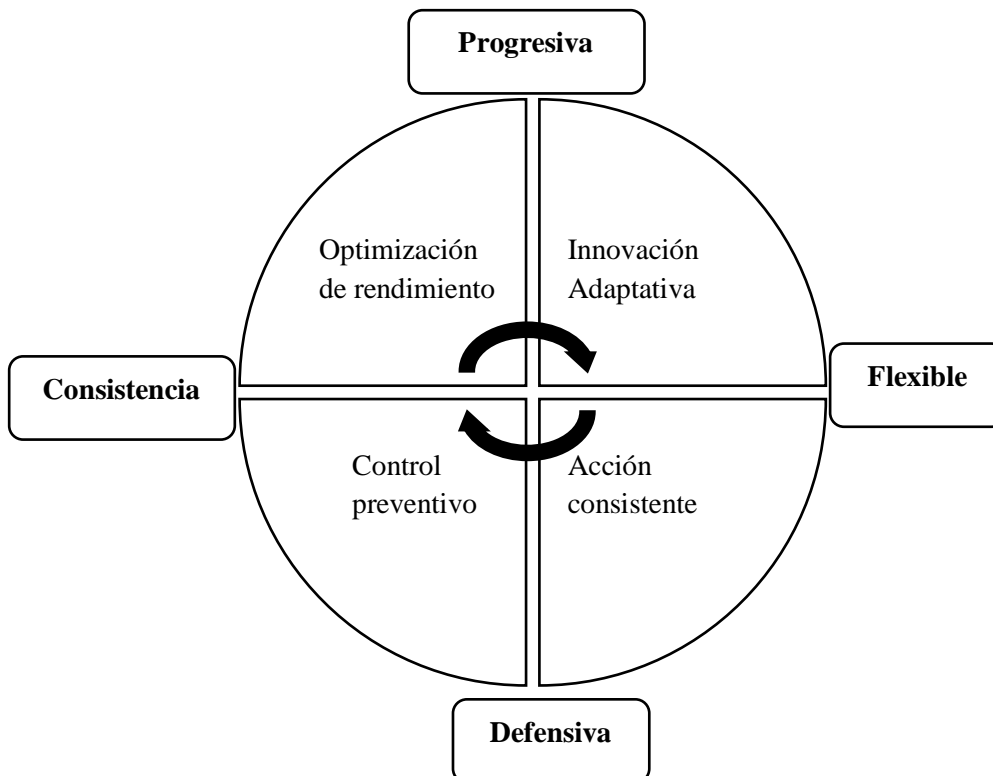 Progresiva
Optimización
de rendimiento
Innovación
Adaptativa
Consistencia
Flexible
Control
preventivo
Acción
consistente
Defensiva